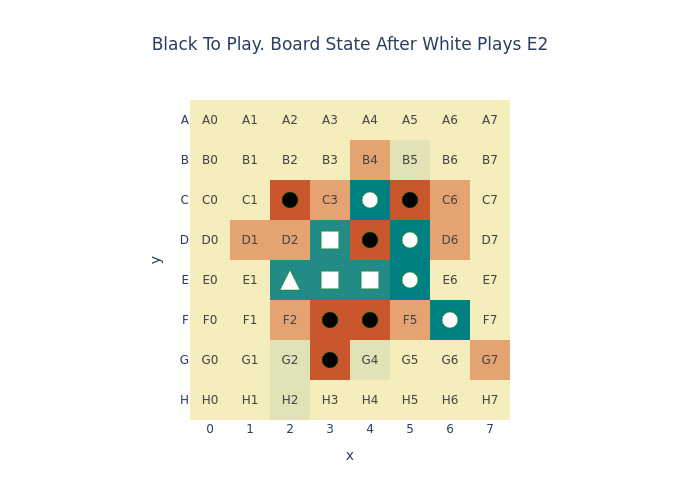 Black To Play. Board State After White Plays E2
A A0 A1 A2 A3 A4 A5 A6 A7
B B0 B1 B2 B3 B4 B5 B6 B7
C C0 C1 C3 C6 C7
D D0 D1 D2 D6 D7
E E0 E1 E6 E7
F F0 F1 F2 F5 F7
G G0 G1 G2 G4 G5 G6 G7
H H0 H1 H2 H3 H4 H5 H6 H7
0 1 2 3 4 5 6 7
x
y